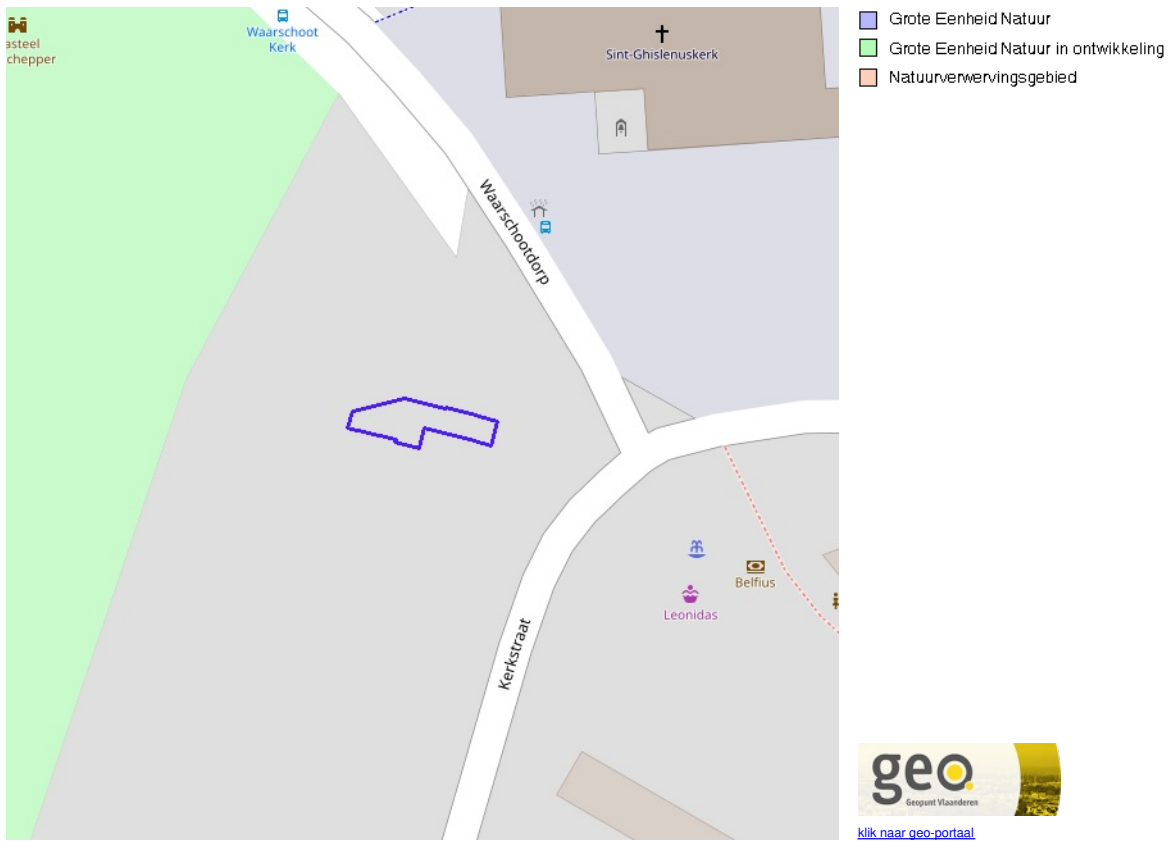 Waarschoot
Kerk
asteel
chepper
Sint-Ghislenuskerk
Waarschootdorp
Belfius
Leonidas
Kerkstraat
Grote Eenheid Natuur
Grote Eenheid Natuur in ontwikkeling
Natuurverwervingsgebied
geo.
Geopunt Vlaanderen
klik naar geo-portaal